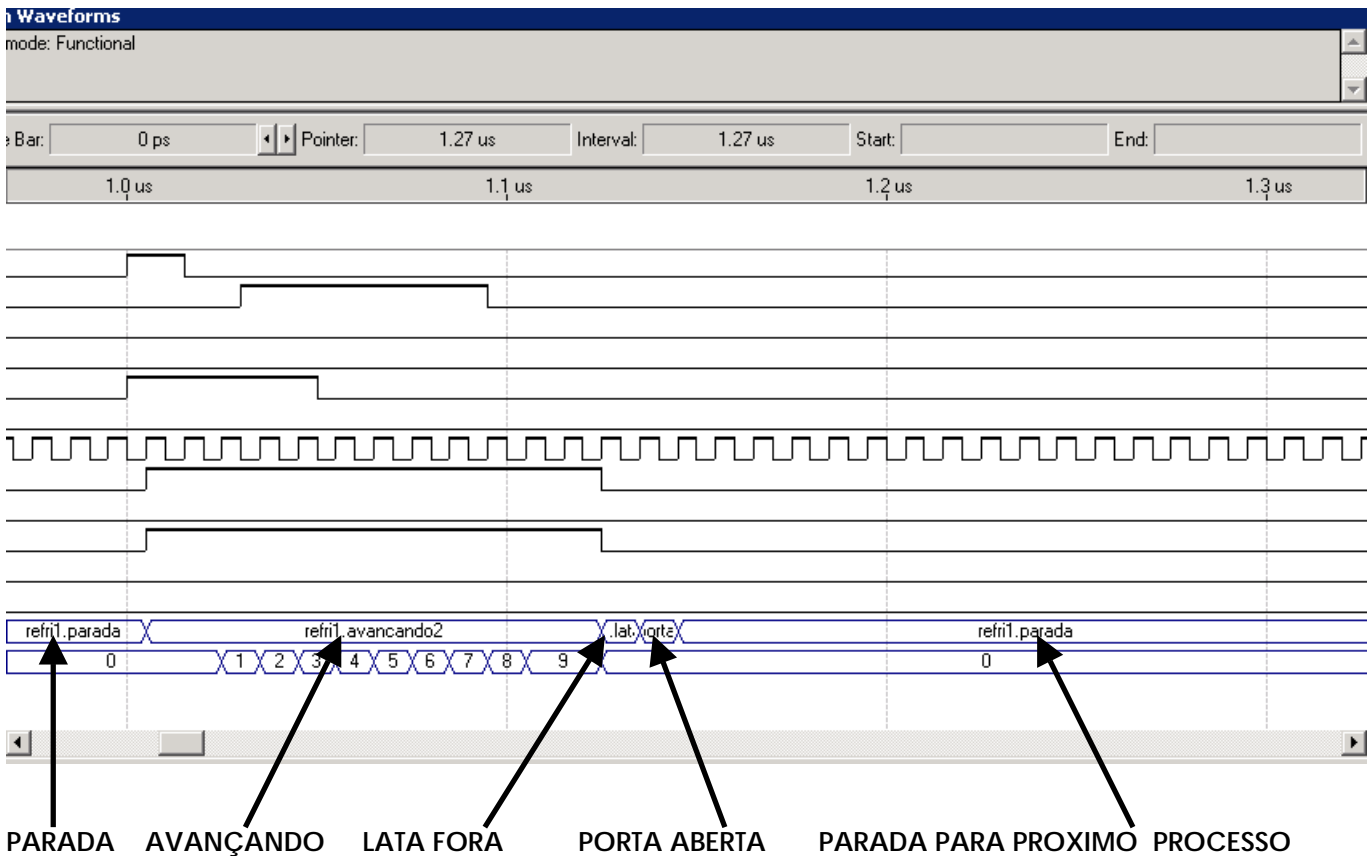 n Waveforms
mode: Functional
e Bar: 0 ps Pointer: 1.27 us Interval: 1.27 us Start: End:
1.0 us 1.1 us 1.2 us 1.3 us
refri1.parada refri1.avancando2 .lat orta refri1.parada
0 1 2 3 4 5 6 7 8 9 0
PARADA AVANÇANDO LATA FORA PORTA ABERTA PARADA PARA PROXIMO PROCESSO